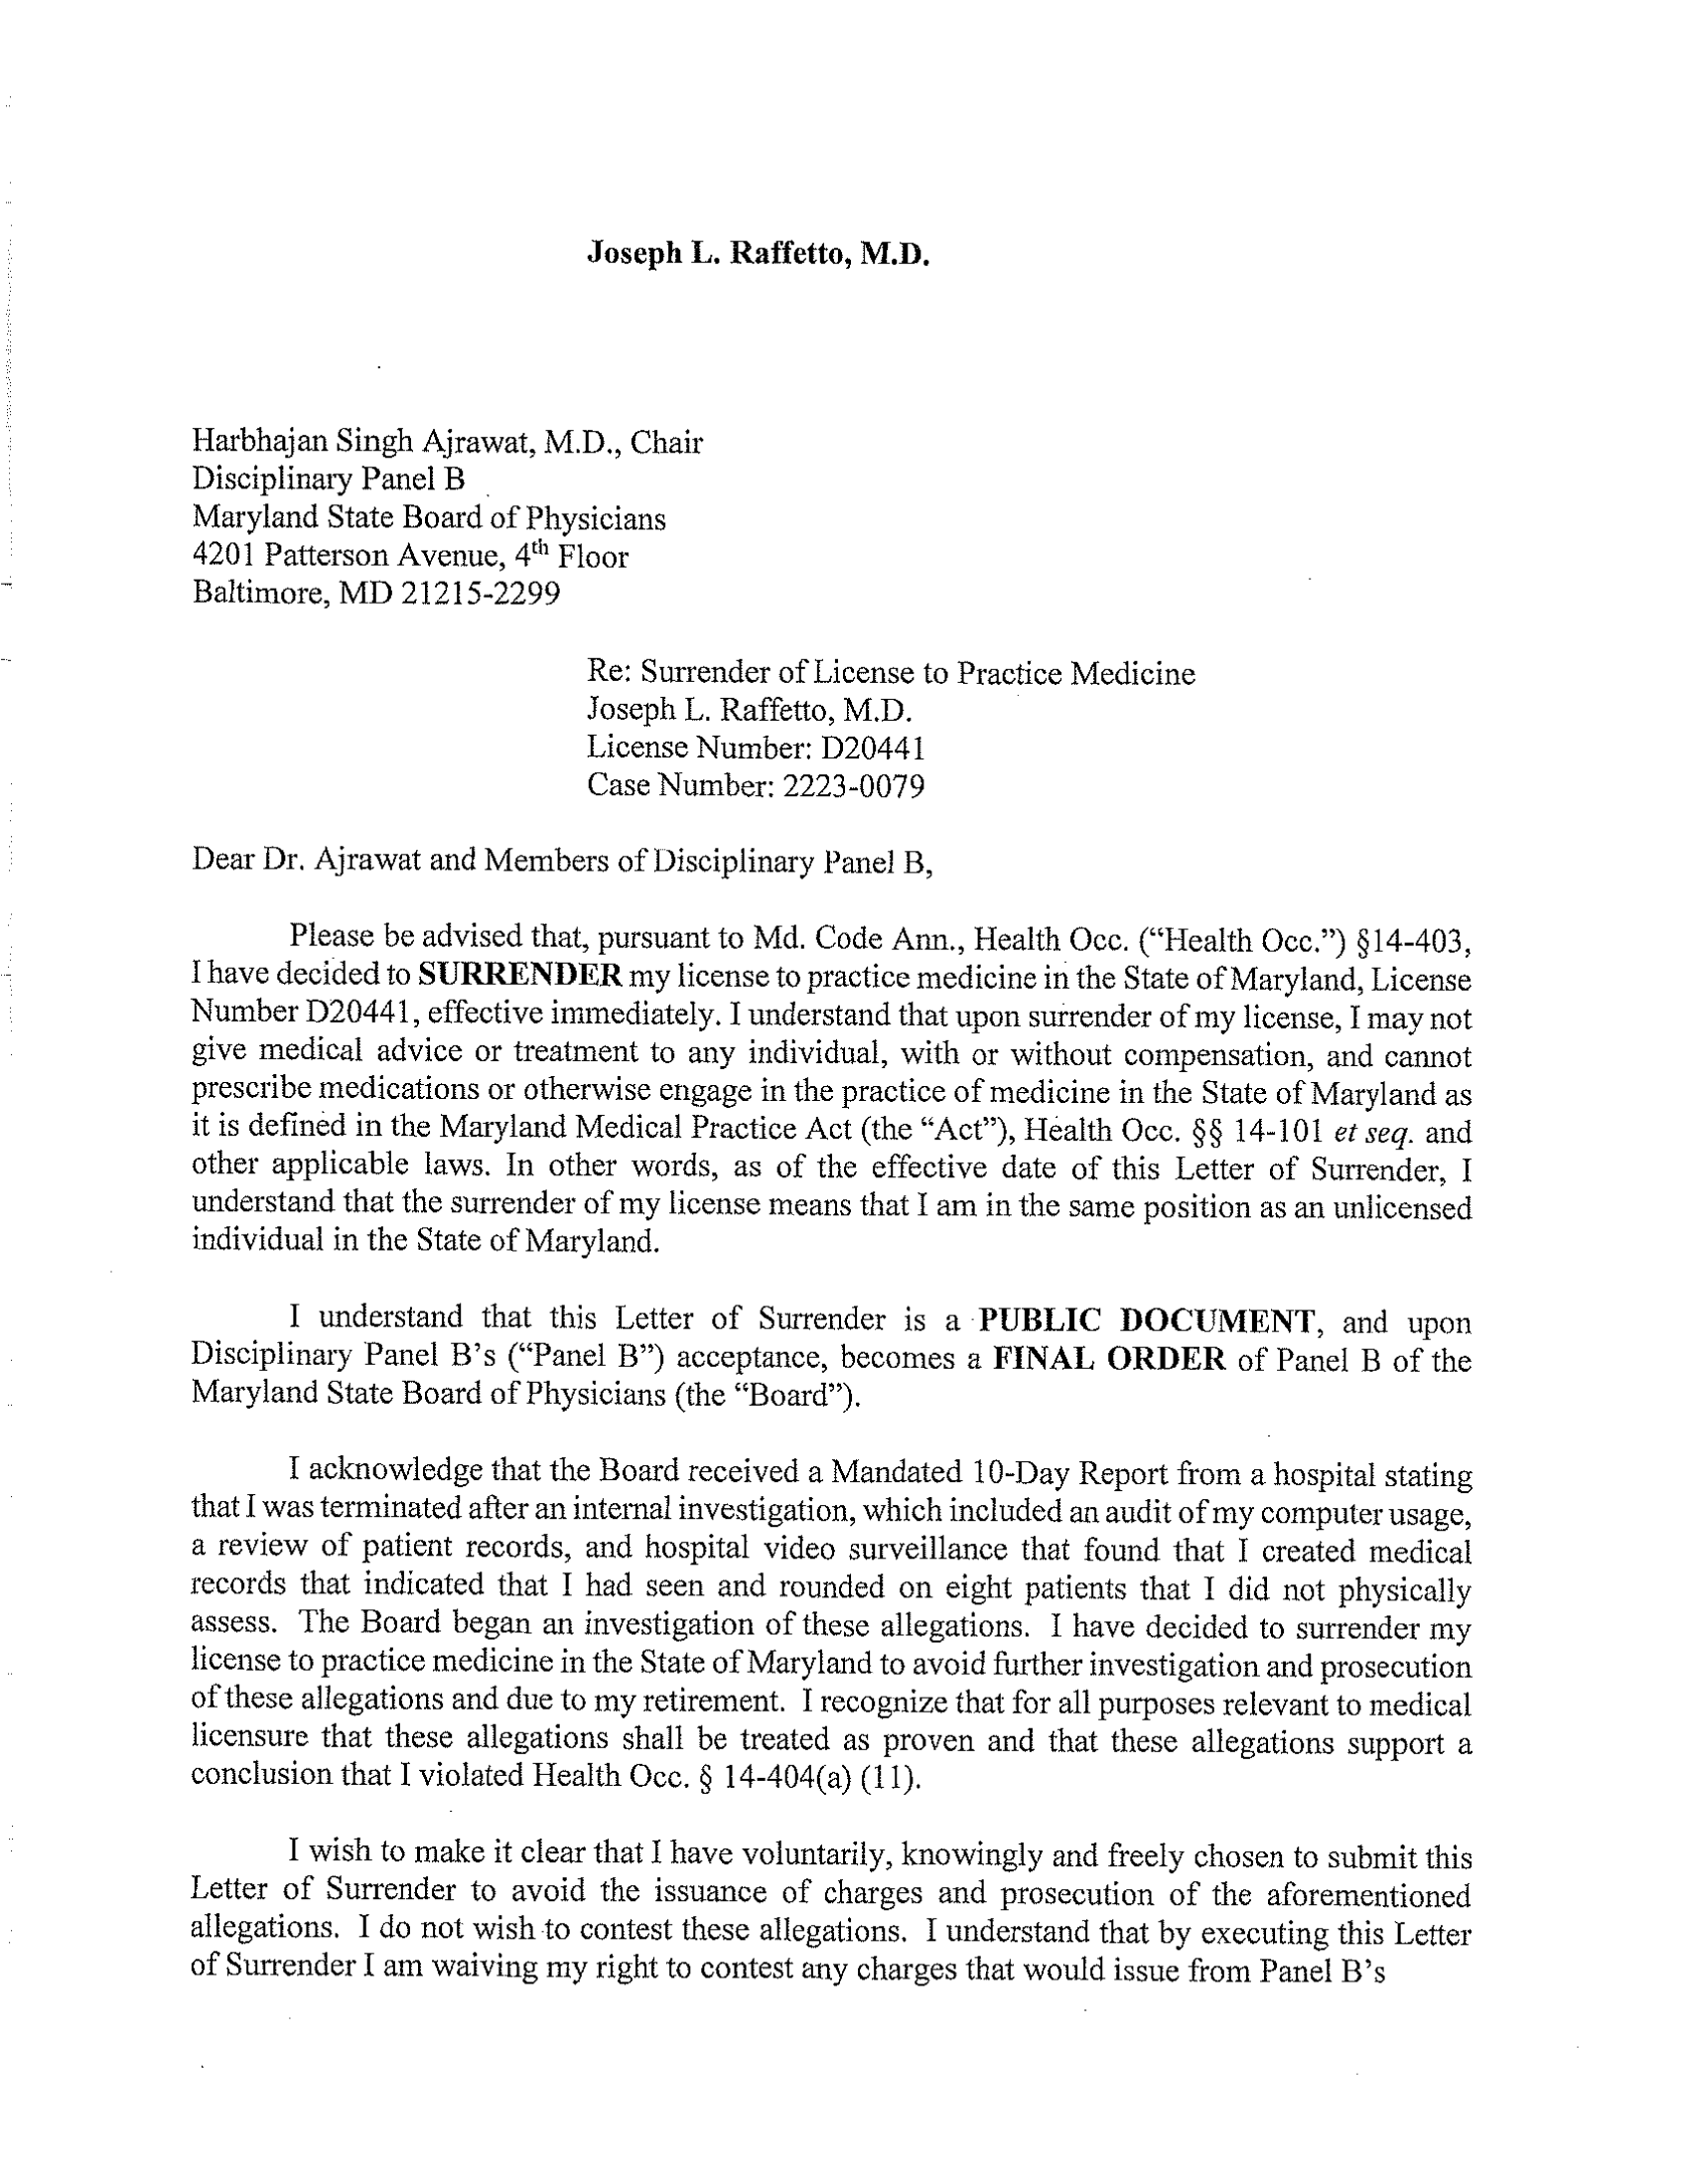 Joseph L. Raffetto, M.D.
Harbhajan Singh Ajrawat, M.D., Chair
Disciplinary Panel B
Maryland State Board of Physicians
4201 Patterson Avenue, 4th Floor
Baltimore, MD 21215-2299
Re: Surrender of License to Practice Medicine
Joseph L. Raffetto, M.D.
License Number: D20441
Case Number: 2223-0079
Dear Dr. Ajrawat and Members of Disciplinary Panel B,
Please be advised that, pursuant to Md. Code Ann., Health Occ. (“Health Occ.”) §14-403,
I have decided to SURRENDER my license to practice medicine in the State of Maryland, License
Number D20441, effective immediately. I understand that upon surrender of my license, I may not
give medical advice or treatment to any individual, with or without compensation, and cannot
prescribe medications or otherwise engage in the practice of medicine in the State of Maryland as
it is defined in the Maryland Medical Practice Act (the “Act”), Health Occ. §§ 14-101 et seq. and
other applicable laws. In other words, as of the effective date of this Letter of Surrender, I
understand that the surrender of my license means that I am in the same position as an unlicensed
individual in the State of Maryland.
I understand that this Letter of Surrender is a PUBLIC DOCUMENT, and upon
Disciplinary Panel B’s (“Panel B”) acceptance, becomes a FINAL ORDER of Panel B of the
Maryland State Board of Physicians (the “Board”).
I acknowledge that the Board received a Mandated 10-Day Report from a hospital stating
that I was terminated after an internal investigation, which included an audit of my computer usage,
a review of patient records, and hospital video surveillance that found that I created medical
records that indicated that I had seen and rounded on eight patients that I did not physically
assess. The Board began an investigation of these allegations. I have decided to surrender my
license to practice medicine in the State of Maryland to avoid further investigation and prosecution
of these allegations and due to my retirement. I recognize that for all purposes relevant to medical
licensure that these allegations shall be treated as proven and that these allegations support a
conclusion that I violated Health Occ. § 14-404(a) (11).
I wish to make it clear that I have voluntarily, knowingly and freely chosen to submit this
Letter of Surrender to avoid the issuance of charges and prosecution of the aforementioned
allegations. I do not wish to contest these allegations. I understand that by executing this Letter
of Surrender I am waiving my right to contest any charges that would issue from Panel B’s